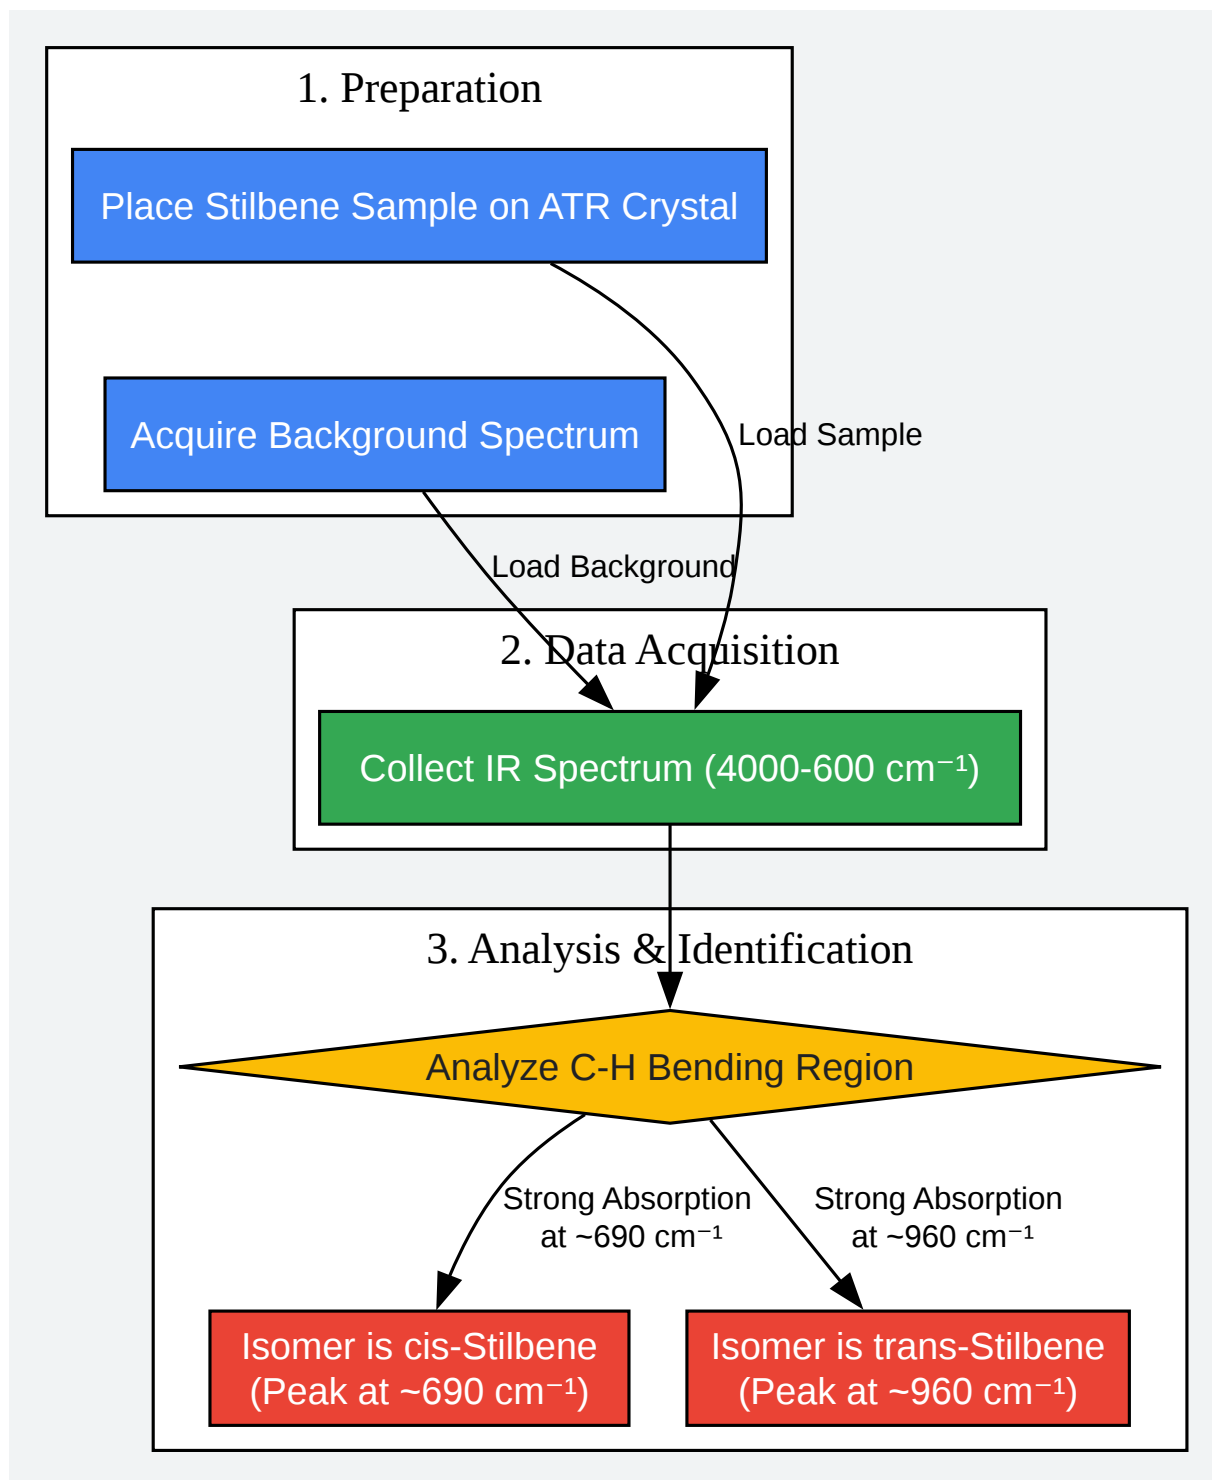 1. Preparation
Place Stilbene Sample on ATR Crystal
Acquire Background Spectrum
Load Sample
Load Background
2. Data Acquisition
Collect IR Spectrum (4000-600 cm⁻¹)
3. Analysis & Identification
Analyze C-H Bending Region
Strong Absorption
at ~690 cm⁻¹
Strong Absorption
at ~960 cm⁻¹
Isomer is cis-Stilbene
(Peak at ~690 cm⁻¹)
Isomer is trans-Stilbene
(Peak at ~960 cm⁻¹)